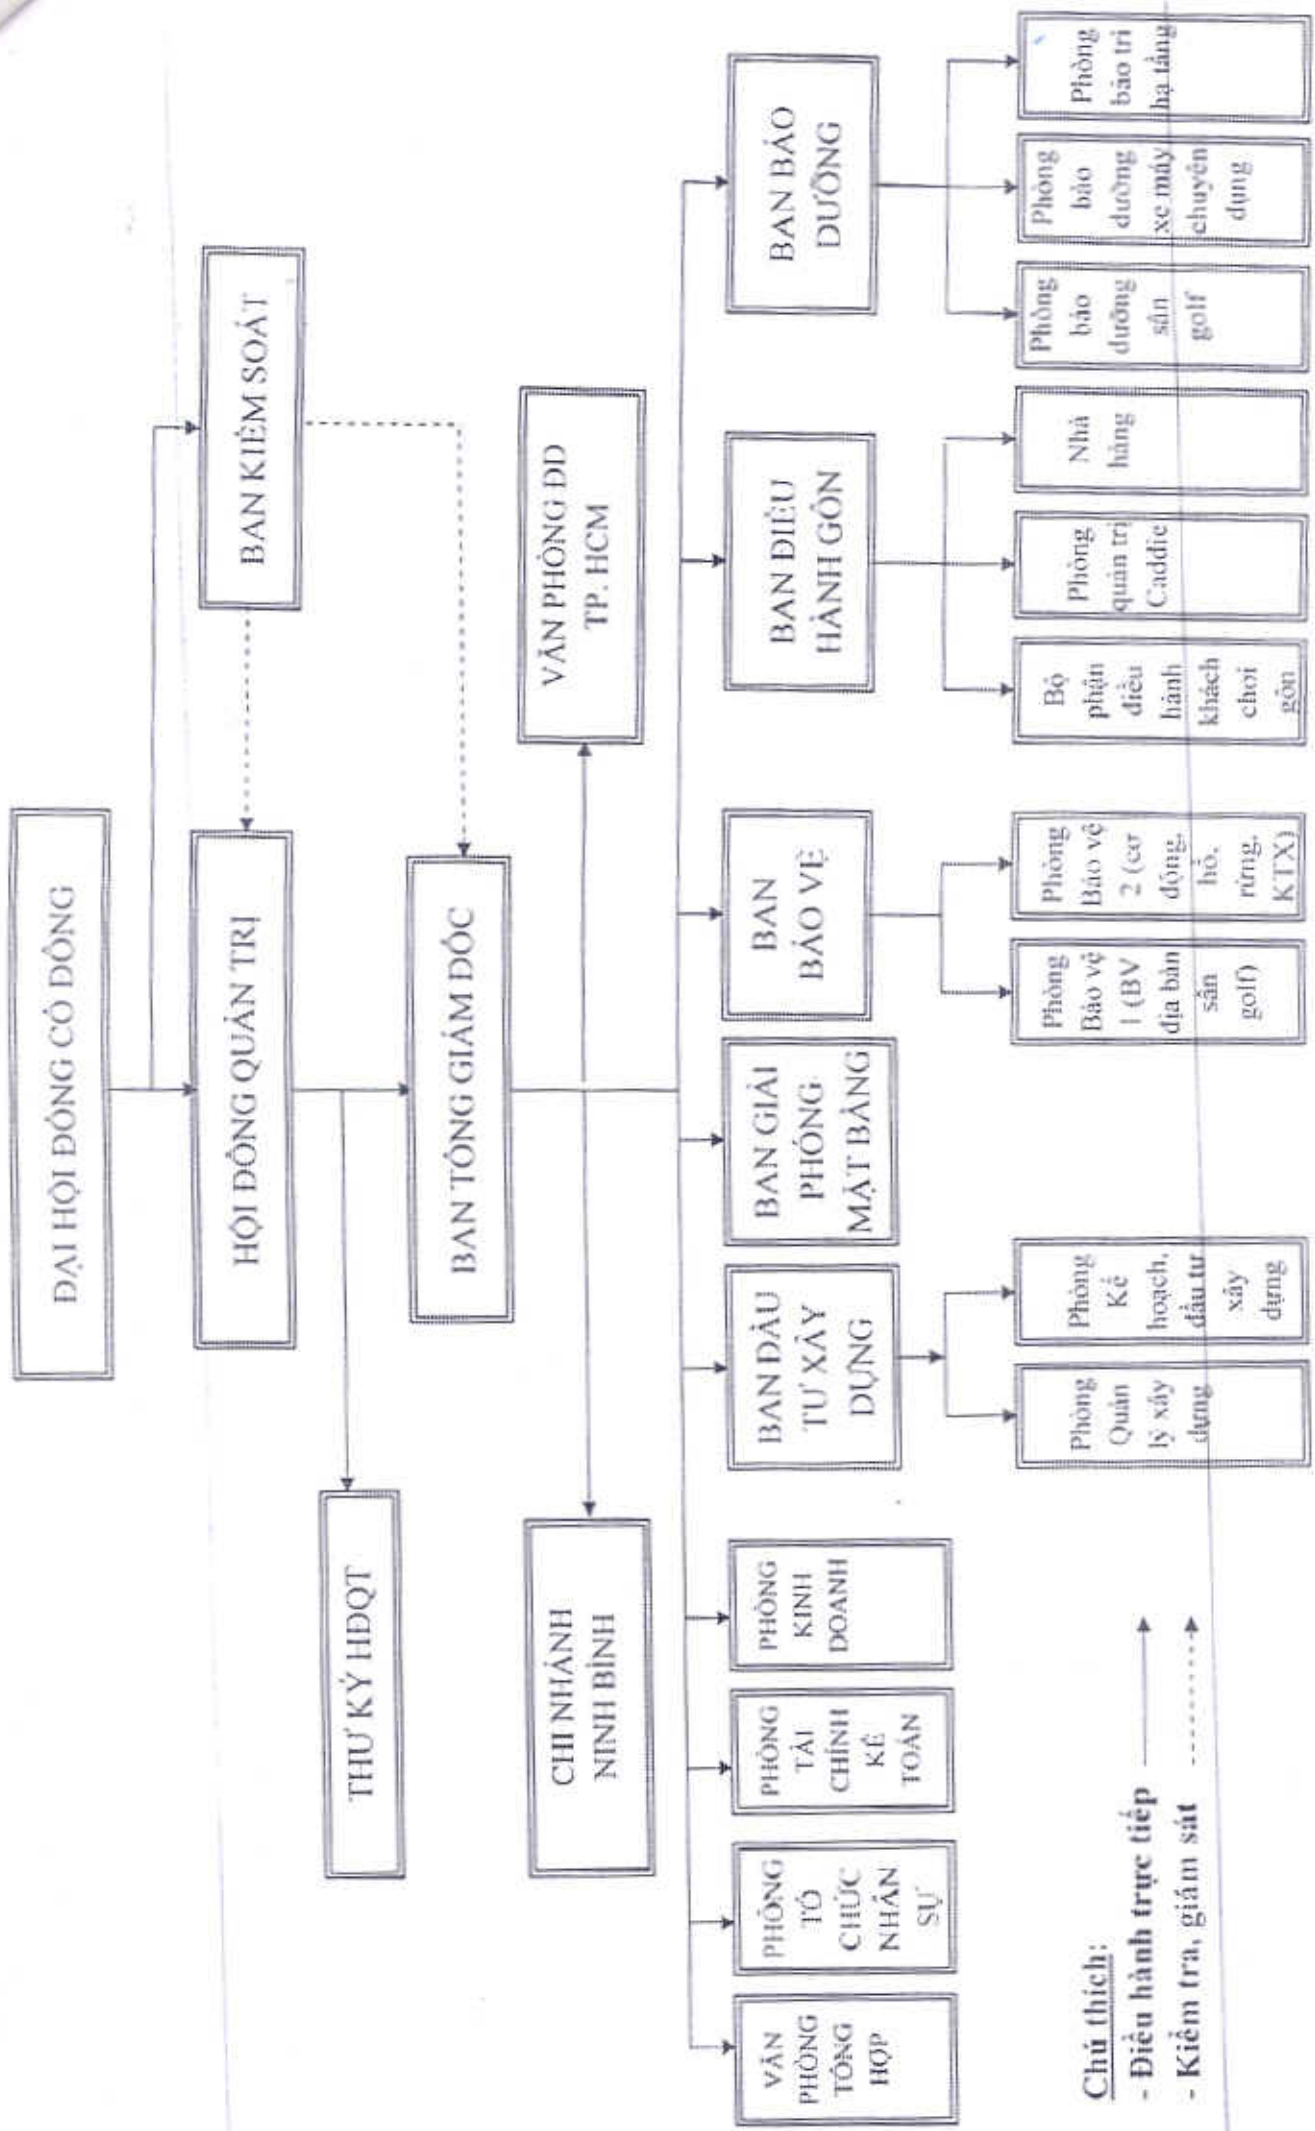 ĐẠI HỘI ĐỒNG CỔ ĐÔNG
BAN KIỂM SOÁT
HỘI ĐỒNG QUẢN TRỊ
THƯ KÝ HĐQT
BAN TỔNG GIÁM ĐỐC
CHI NHÁNH
NINH BÌNH
VĂN PHÒNG ĐD
TP. HCM
VĂN
PHÒNG
TỔNG
HỢP
PHÒNG
TỔ
CHỨC
NHÂN
SỰ
PHÒNG
TÀI
CHÍNH
KẾ
TOÁN
PHÒNG
KINH
DOANH
BAN ĐẦU
TƯ XÂY
DỰNG
BAN GIẢI
PHÓNG
MẶT BẰNG
BAN
BẢO VỆ
BAN ĐIỀU
HÀNH GÔN
BAN BẢO
DƯỠNG
Phòng
Quản
lý xây
dựng
Phòng
Kế
hoạch,
đầu tư
xây
dựng
Phòng
Bảo vệ
1 (BV
địa bàn
sân
golf)
Phòng
Bảo vệ
2 (cơ
động,
hồ,
rừng,
KTX)
Bộ
phận
điều
hành
khách
chơi
gôn
Phòng
quản trị
Caddie
Nhà
hàng
Phòng
bảo
dưỡng
sân
golf
Phòng
bảo
dưỡng
xe máy
chuyên
dụng
Phòng
bảo trì
hạ tầng
Chú thích:
- Điều hành trực tiếp
- Kiểm tra, giám sát